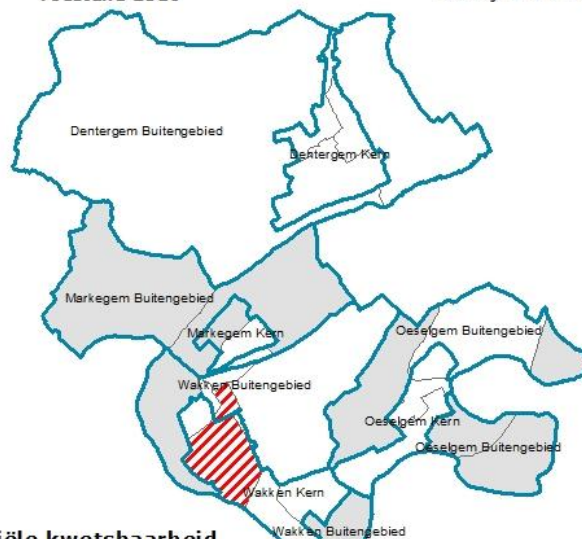 Dentergem Buitengebied
Dentergem Kern
Markegem Buitengebied
Markegem Kern
Oeselgem Buitengebied
Wakken Buitengebied
Oeselgem Kern
Oeselgem Buitengebied
Wakken Kern
Wakken Buitengebied
kwetsbaarheid